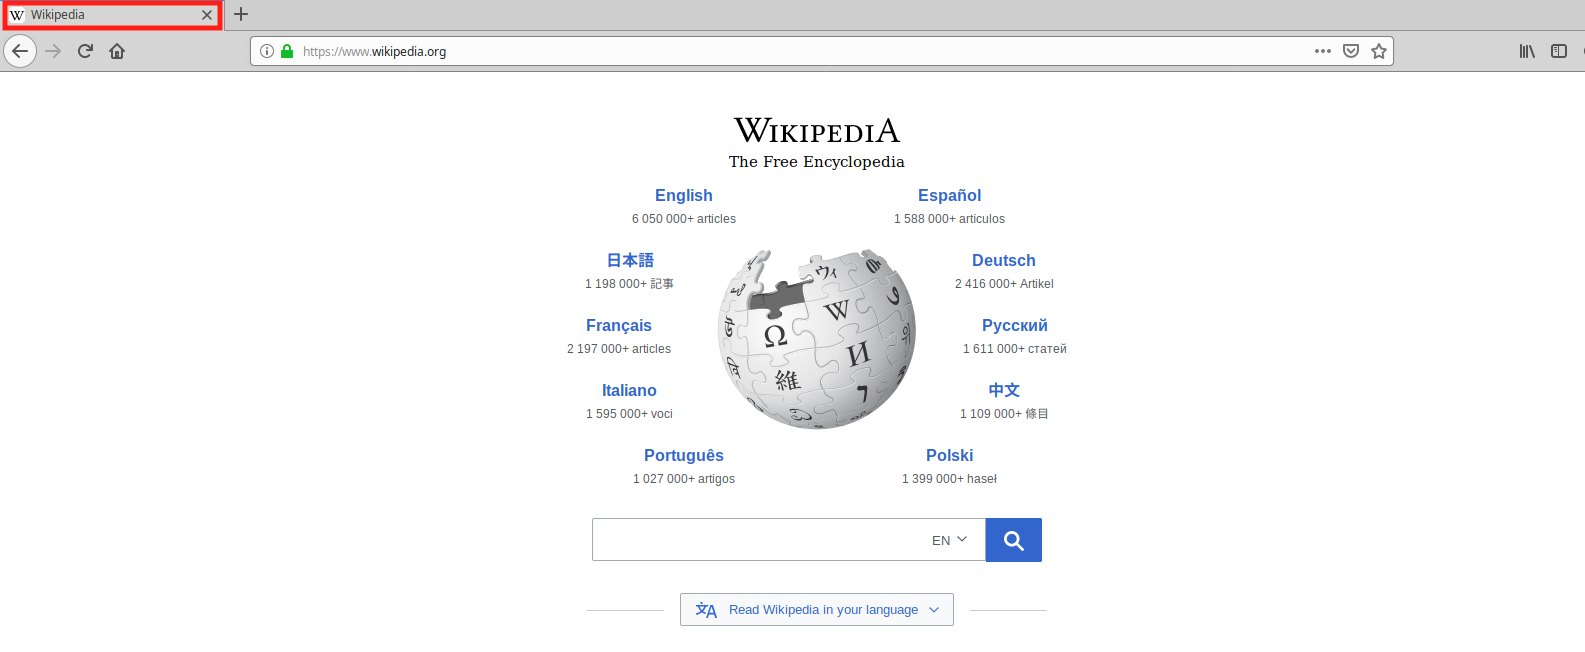 W Wikipedia
https://www.wikipedia.org
WIKIPEDIA
The Free Encyclopedia
English
6 050 000+ articles
Español
1 588 000+ artículos
日本語
1 198 000+ 記事
Deutsch
2 416 000+ Artikel
Français
2 197 000+ articles
Русский
1 611 000+ статей
Italiano
1 595 000+ voci
中文
1 109 000+ 條目
Português
1 027 000+ artigos
Polski
1 399 000+ haseł
Ω W И 維 ウィ
EN
Read Wikipedia in your language